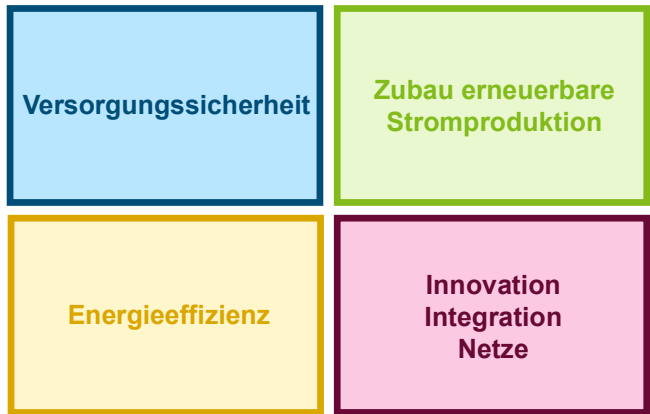 Versorgungssicherheit
Zubau erneuerbare
Stromproduktion
Energieeffizienz
Innovation
Integration
Netze